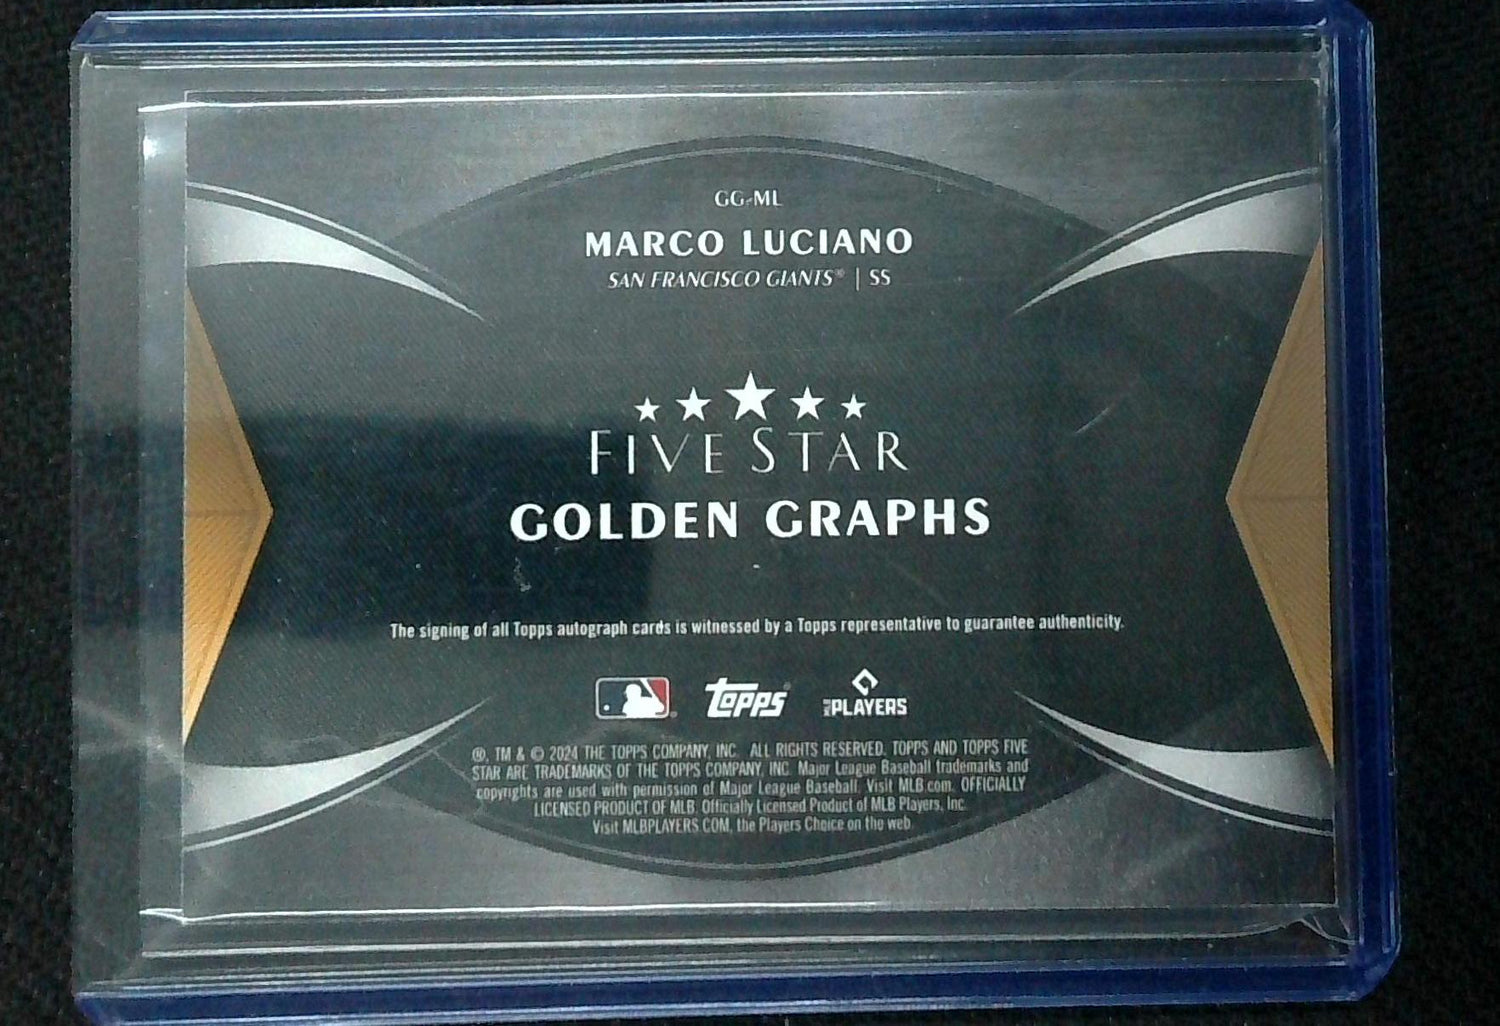 GG-ML
MARCO LUCIANO
SAN FRANCISCO GIANTS® | SS
FIVE STAR
GOLDEN GRAPHS
The signing of all Topps autograph cards is witnessed by a Topps representative to guarantee authenticity.
Topps PLAYERS
®, TM & © 2024 THE TOPPS COMPANY, INC. ALL RIGHTS RESERVED. TOPPS AND TOPPS FIVE
STAR ARE TRADEMARKS OF THE TOPPS COMPANY, INC. Major League Baseball trademarks and
copyrights are used with permission of Major League Baseball. Visit MLB.com. OFFICIALLY
LICENSED PRODUCT OF MLB. Officially Licensed Product of MLB Players, Inc.
Visit MLBPLAYERS.COM, the Players Choice on the web.